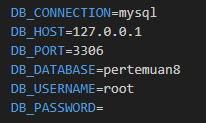 DB_CONNECTION=mysql
DB_HOST=127.0.0.1
DB_PORT=3306
DB_DATABASE=pertemuan8
DB_USERNAME=root
DB_PASSWORD=